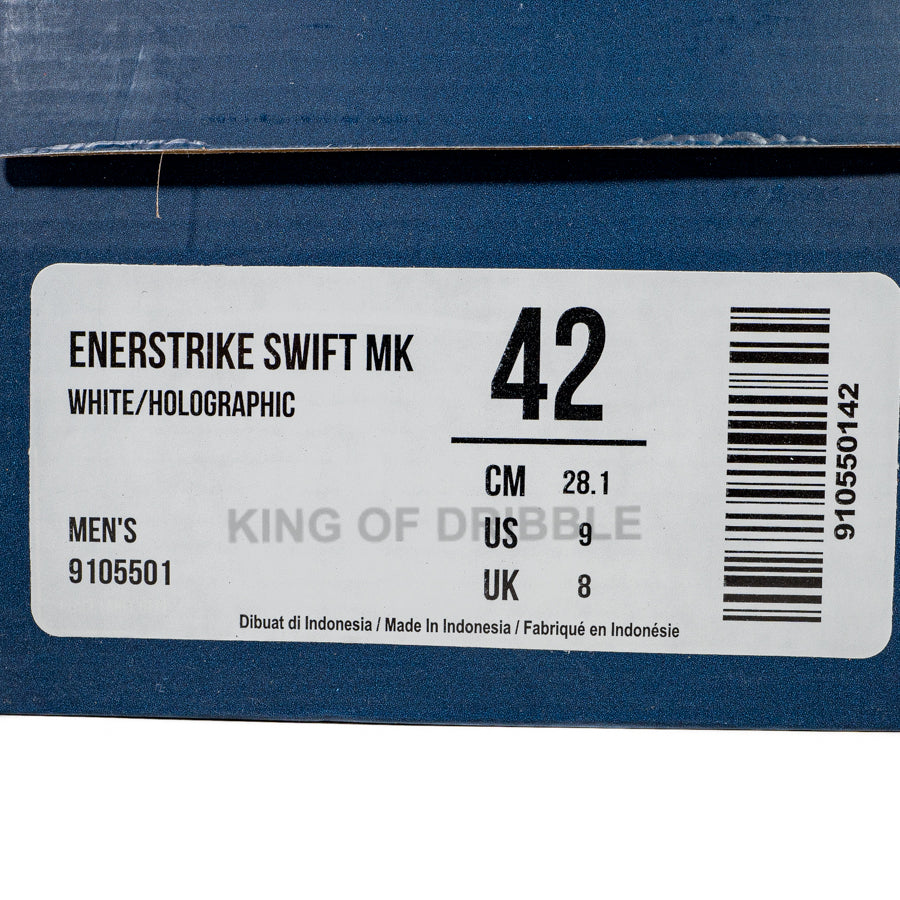 ENERSTRIKE SWIFT MK
WHITE/HOLOGRAPHIC
MEN'S
9105501
42
CM 28.1
US 9
UK 8
KING OF DRIBBLE
Dibuat di Indonesia / Made In Indonesia / Fabriqué en Indonésie
910550142